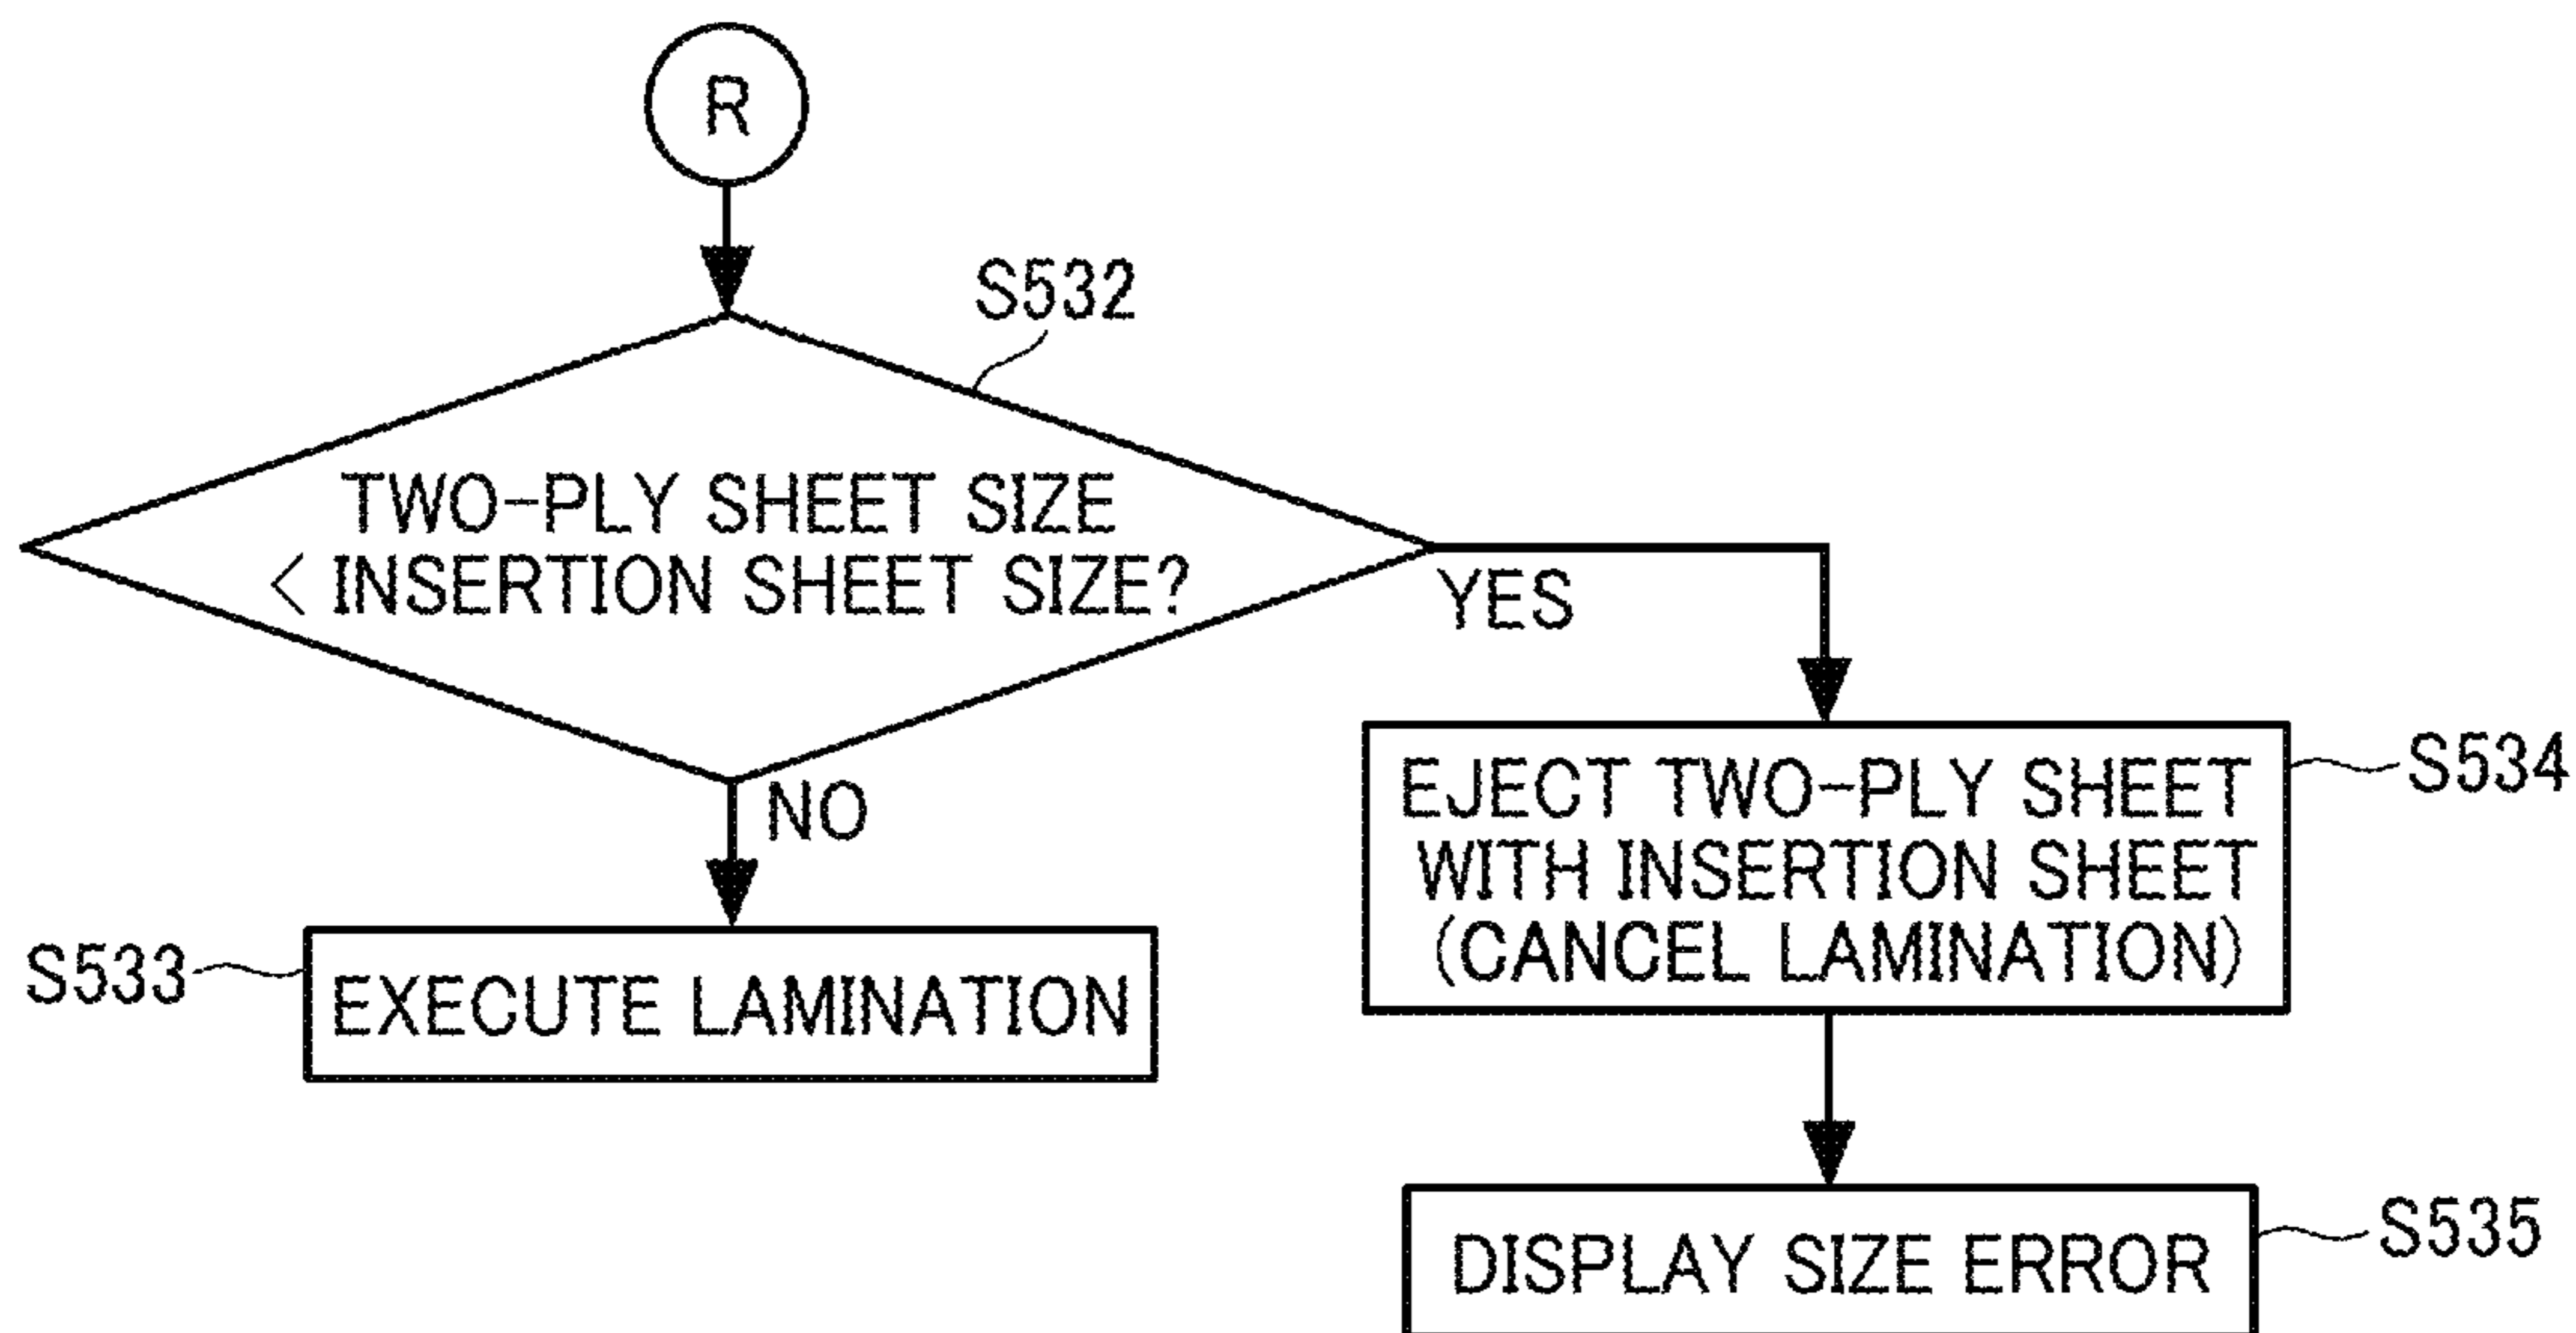 R
S532
TWO-PLY SHEET SIZE
< INSERTION SHEET SIZE?
YES
NO
S533
EXECUTE LAMINATION
EJECT TWO-PLY SHEET
WITH INSERTION SHEET
(CANCEL LAMINATION)
S534
DISPLAY SIZE ERROR
S535